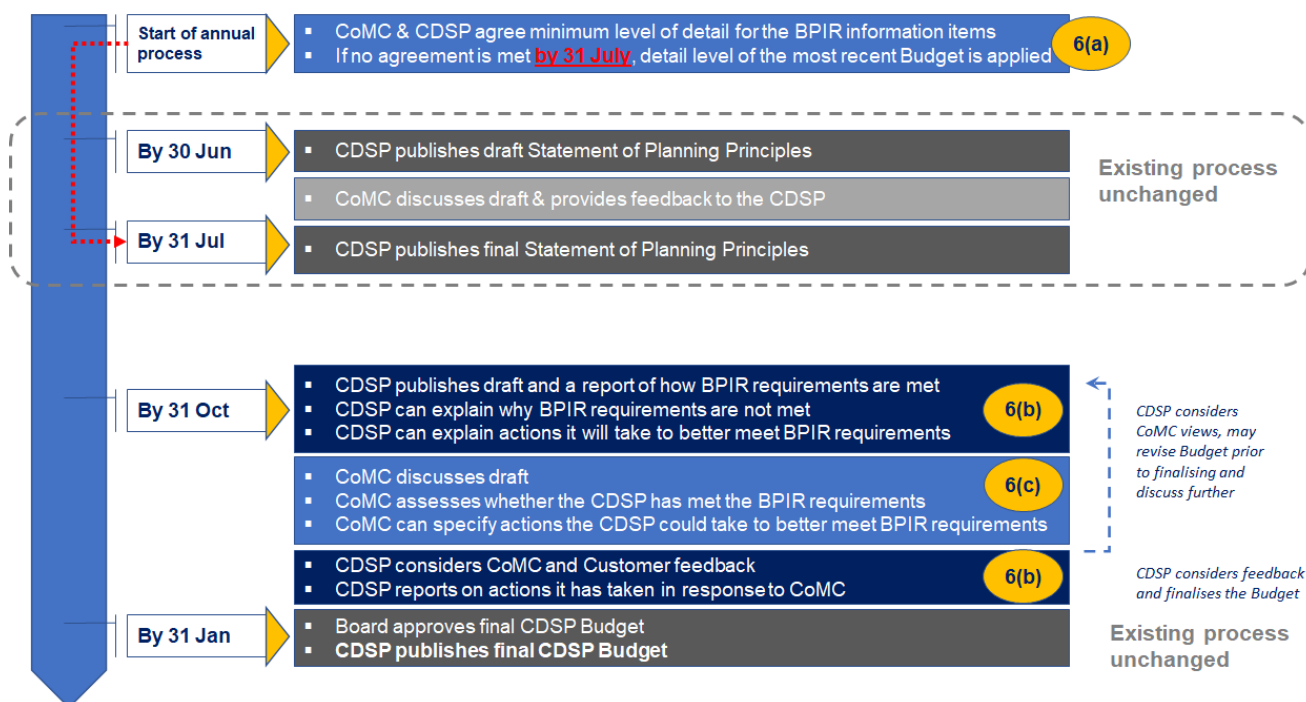 Start of annual
process
▪ CoMC & CDSP agree minimum level of detail for the BPIR information items
▪ If no agreement is met by 31 July, detail level of the most recent Budget is applied
6(a)
By 30 Jun
▪ CDSP publishes draft Statement of Planning Principles
▪ CoMC discusses draft & provides feedback to the CDSP
By 31 Jul
▪ CDSP publishes final Statement of Planning Principles
Existing process
unchanged
By 31 Oct
▪ CDSP publishes draft and a report of how BPIR requirements are met
▪ CDSP can explain why BPIR requirements are not met
▪ CDSP can explain actions it will take to better meet BPIR requirements
6(b)
▪ CoMC discusses draft
▪ CoMC assesses whether the CDSP has met the BPIR requirements
▪ CoMC can specify actions the CDSP could take to better meet BPIR requirements
6(c)
CDSP considers
CoMC views, may
revise Budget prior
to finalising and
discuss further
▪ CDSP considers CoMC and Customer feedback
▪ CDSP reports on actions it has taken in response to CoMC
6(b)
CDSP considers feedback
and finalises the Budget
By 31 Jan
▪ Board approves final CDSP Budget
▪ CDSP publishes final CDSP Budget
Existing process
unchanged